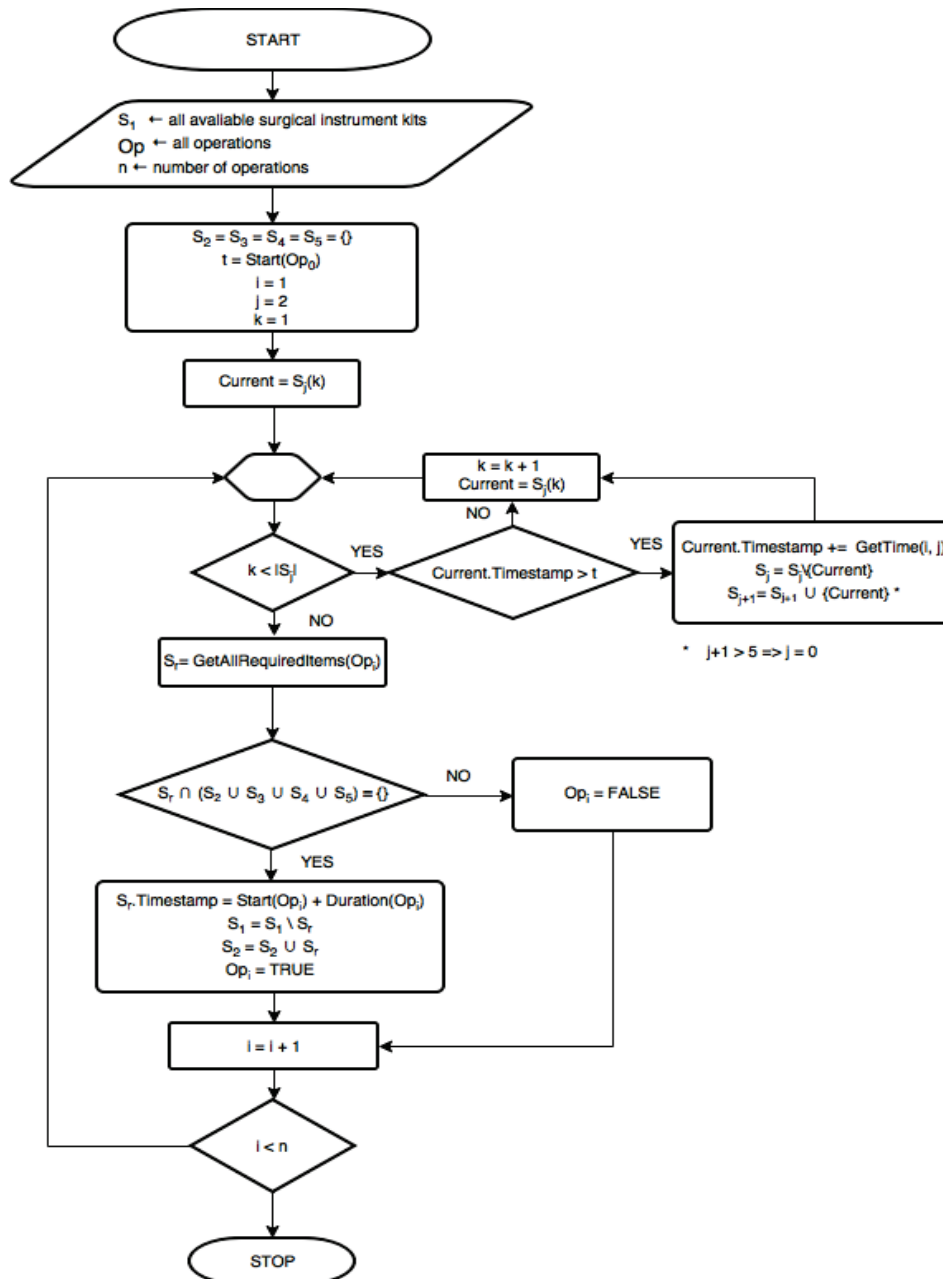 START
S₁ ← all avaliable surgical instrument kits
Op ← all operations
n ← number of operations
S₂ = S₃ = S₄ = S₅ = {}
t = Start(Op₀)
i = 1
j = 2
k = 1
Current = Sⱼ(k)
k = k + 1
Current = Sⱼ(k)
NO
k < |Sⱼ|
YES
Current.Timestamp > t
YES
Current.Timestamp += GetTime(i, j)
Sⱼ = Sⱼ\{Current}
Sⱼ₊₁ = Sⱼ₊₁ ∪ {Current} *
NO
* j+1 > 5 => j = 0
Sᵣ= GetAllRequiredItems(Opᵢ)
Sᵣ ∩ (S₂ ∪ S₃ ∪ S₄ ∪ S₅) = {}
NO
Opᵢ = FALSE
YES
Sᵣ.Timestamp = Start(Opᵢ) + Duration(Opᵢ)
S₁ = S₁ \ Sᵣ
S₂ = S₂ ∪ Sᵣ
Opᵢ = TRUE
i = i + 1
i < n
STOP